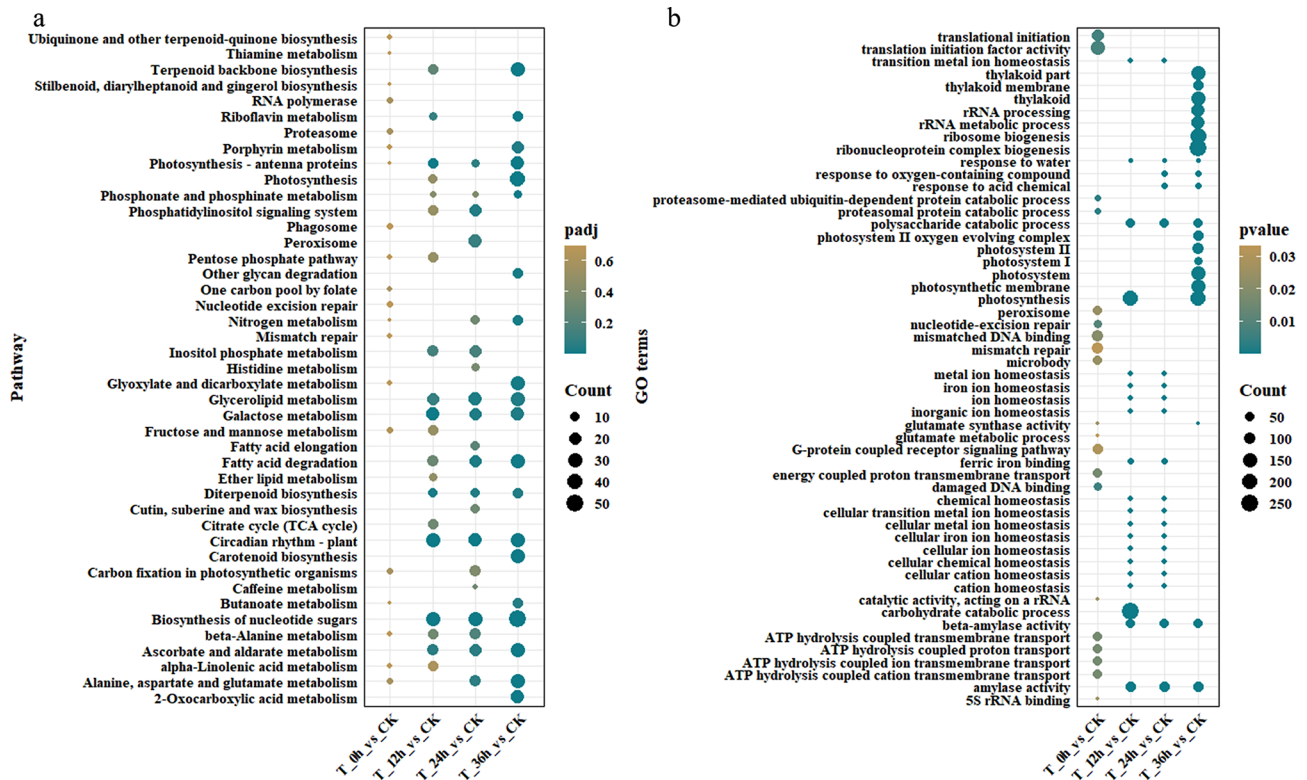 a
Ubiquinone and other terpenoid-quinone biosynthesis
Thiamine metabolism
Terpenoid backbone biosynthesis
Stilbenoid, diarylheptanoid and gingerol biosynthesis
RNA polymerase
Riboflavin metabolism
Proteasome
Porphyrin metabolism
Photosynthesis - antenna proteins
Photosynthesis
Phosphonate and phosphinate metabolism
Phosphatidylinositol signaling system
Phagosome
Peroxisome
Pentose phosphate pathway
Other glycan degradation
One carbon pool by folate
Nucleotide excision repair
Nitrogen metabolism
Mismatch repair
Inositol phosphate metabolism
Histidine metabolism
Glyoxylate and dicarboxylate metabolism
Glycerolipid metabolism
Galactose metabolism
Fructose and mannose metabolism
Fatty acid elongation
Fatty acid degradation
Ether lipid metabolism
Diterpenoid biosynthesis
Cutin, suberine and wax biosynthesis
Citrate cycle (TCA cycle)
Circadian rhythm - plant
Carotenoid biosynthesis
Carbon fixation in photosynthetic organisms
Caffeine metabolism
Butanoate metabolism
Biosynthesis of nucleotide sugars
beta-Alanine metabolism
Ascorbate and aldarate metabolism
alpha-Linolenic acid metabolism
Alanine, aspartate and glutamate metabolism
2-Oxocarboxylic acid metabolism
Pathway
T_0h_vs_CK
T_12h_vs_CK
T_24h_vs_CK
T_36h_vs_CK
padj
0.6
0.4
0.2
Count
10
20
30
40
50
b
translational initiation
translation initiation factor activity
transition metal ion homeostasis
thylakoid part
thylakoid membrane
thylakoid
rRNA processing
rRNA metabolic process
ribosome biogenesis
ribonucleoprotein complex biogenesis
response to water
response to oxygen-containing compound
response to acid chemical
proteasome-mediated ubiquitin-dependent protein catabolic process
proteasomal protein catabolic process
polysaccharide catabolic process
photosystem II oxygen evolving complex
photosystem II
photosystem I
photosystem
photosynthetic membrane
photosynthesis
peroxisome
nucleotide-excision repair
mismatched DNA binding
mismatch repair
microbody
metal ion homeostasis
iron ion homeostasis
ion homeostasis
inorganic ion homeostasis
glutamate synthase activity
glutamate metabolic process
G-protein coupled receptor signaling pathway
ferric iron binding
energy coupled proton transmembrane transport
damaged DNA binding
chemical homeostasis
cellular transition metal ion homeostasis
cellular metal ion homeostasis
cellular iron ion homeostasis
cellular ion homeostasis
cellular chemical homeostasis
cellular cation homeostasis
cation homeostasis
catalytic activity, acting on a rRNA
carbohydrate catabolic process
beta-amylase activity
ATP hydrolysis coupled transmembrane transport
ATP hydrolysis coupled proton transport
ATP hydrolysis coupled ion transmembrane transport
ATP hydrolysis coupled cation transmembrane transport
amylase activity
5S rRNA binding
GO terms
T_0h_vs_CK
T_12h_vs_CK
T_24h_vs_CK
T_36h_vs_CK
pvalue
0.03
0.02
0.01
Count
50
100
150
200
250